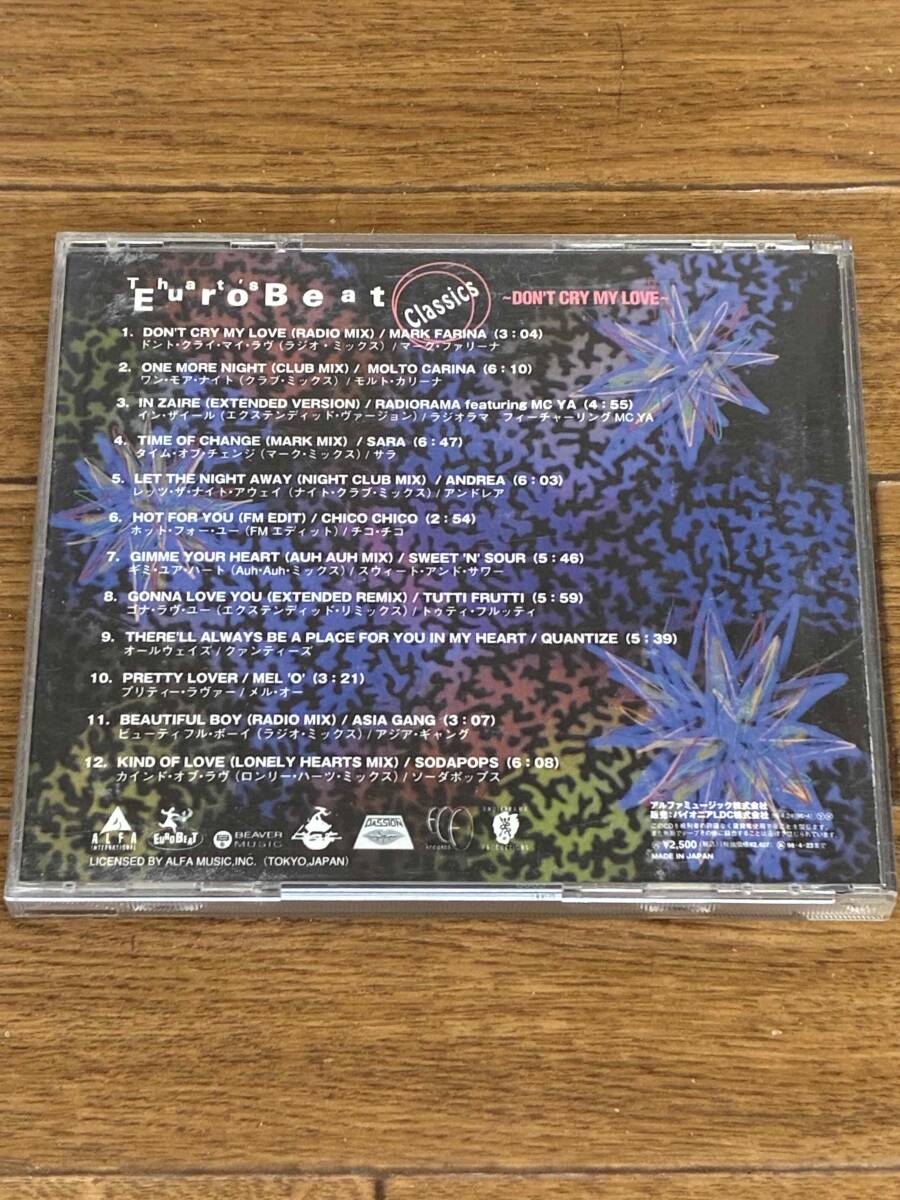 That's EuroBeat Classics ~DON'T CRY MY LOVE~
1. DON'T CRY MY LOVE (RADIO MIX) / MARK FARINA (3:04)
ドント・クライ・マイ・ラヴ (ラジオ・ミックス) / マーク・ファリーナ
2. ONE MORE NIGHT (CLUB MIX) / MOLTO CARINA (6:10)
ワン・モア・ナイト (クラブ・ミックス) / モルト・カリーナ
3. IN ZAIRE (EXTENDED VERSION) / RADIORAMA featuring MC YA (4:55)
イン・ザイール (エクステンディッド・ヴァージョン) / ラジオラマ フィーチャーリング MC YA
4. TIME OF CHANGE (MARK MIX) / SARA (6:47)
タイム・オブ・チェンジ (マーク・ミックス) / サラ
5. LET THE NIGHT AWAY (NIGHT CLUB MIX) / ANDREA (6:03)
レッツ・ザ・ナイト・アウェイ (ナイト・クラブ・ミックス) / アンドレア
6. HOT FOR YOU (FM EDIT) / CHICO CHICO (2:54)
ホット・フォー・ユー (FM エディット) / チコ・チコ
7. GIMME YOUR HEART (AUH AUH MIX) / SWEET 'N' SOUR (5:46)
ギミ・ユア・ハート (Auh・Auh・ミックス) / スウィート・アンド・サワー
8. GONNA LOVE YOU (EXTENDED REMIX) / TUTTI FRUTTI (5:59)
ゴナ・ラヴ・ユー (エクステンディッド・リミックス) / トゥティ・フルッティ
9. THERE'LL ALWAYS BE A PLACE FOR YOU IN MY HEART / QUANTIZE (5:39)
オールウェイズ / クァンティーズ
10. PRETTY LOVER / MEL 'O' (3:21)
プリティー・ラヴァー / メル・オー
11. BEAUTIFUL BOY (RADIO MIX) / ASIA GANG (3:07)
ビューティフル・ボーイ (ラジオ・ミックス) / アジア・ギャング
12. KIND OF LOVE (LONELY HEARTS MIX) / SODAPOPS (6:08)
カインド・オブ・ラヴ (ロンリー・ハーツ・ミックス) / ソーダポップス
ALFA INTERNATIONAL
EUROBEAT
BEAVER MUSIC
PASSION
LICENSED BY ALFA MUSIC, INC. (TOKYO, JAPAN)
アルファミュージック株式会社
販売:パイオニアLDC株式会社
¥2,500 (税込) (税抜価格¥2,427) 98・4・23まで
MADE IN JAPAN